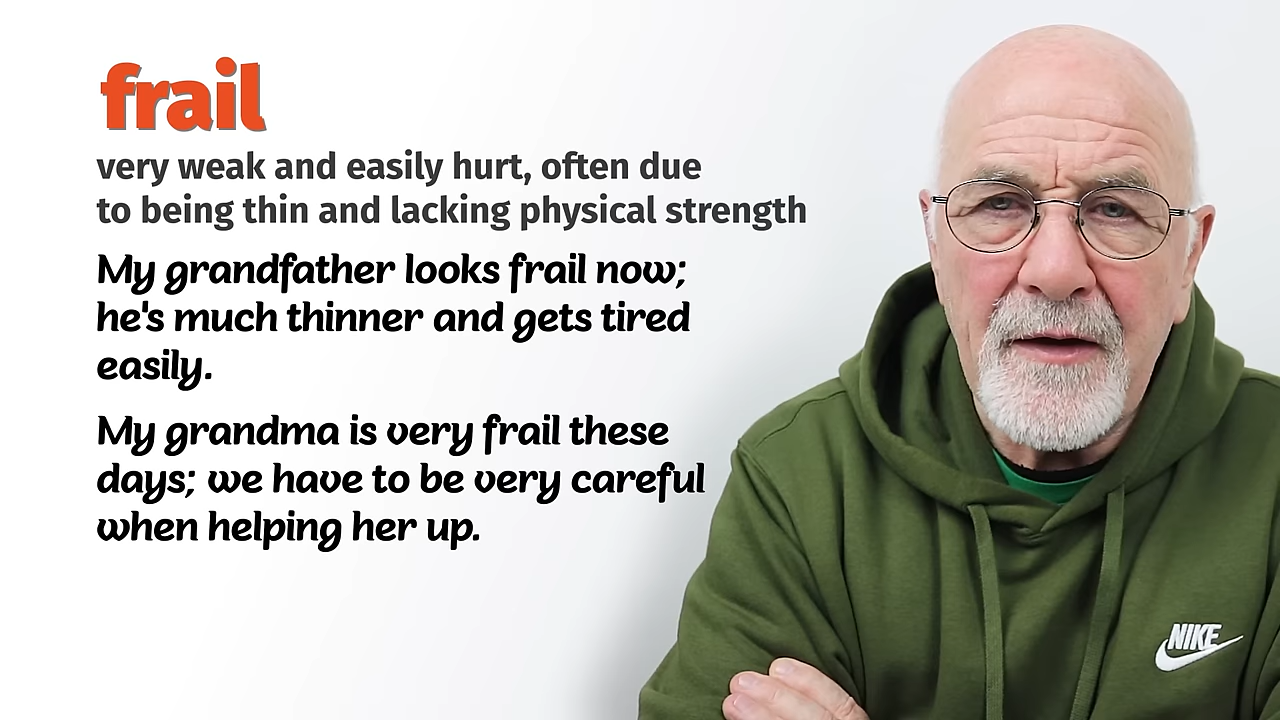 frail
very weak and easily hurt, often due
to being thin and lacking physical strength
My grandfather looks frail now;
he's much thinner and gets tired
easily.
My grandma is very frail these
days; we have to be very careful
when helping her up.
NIKE